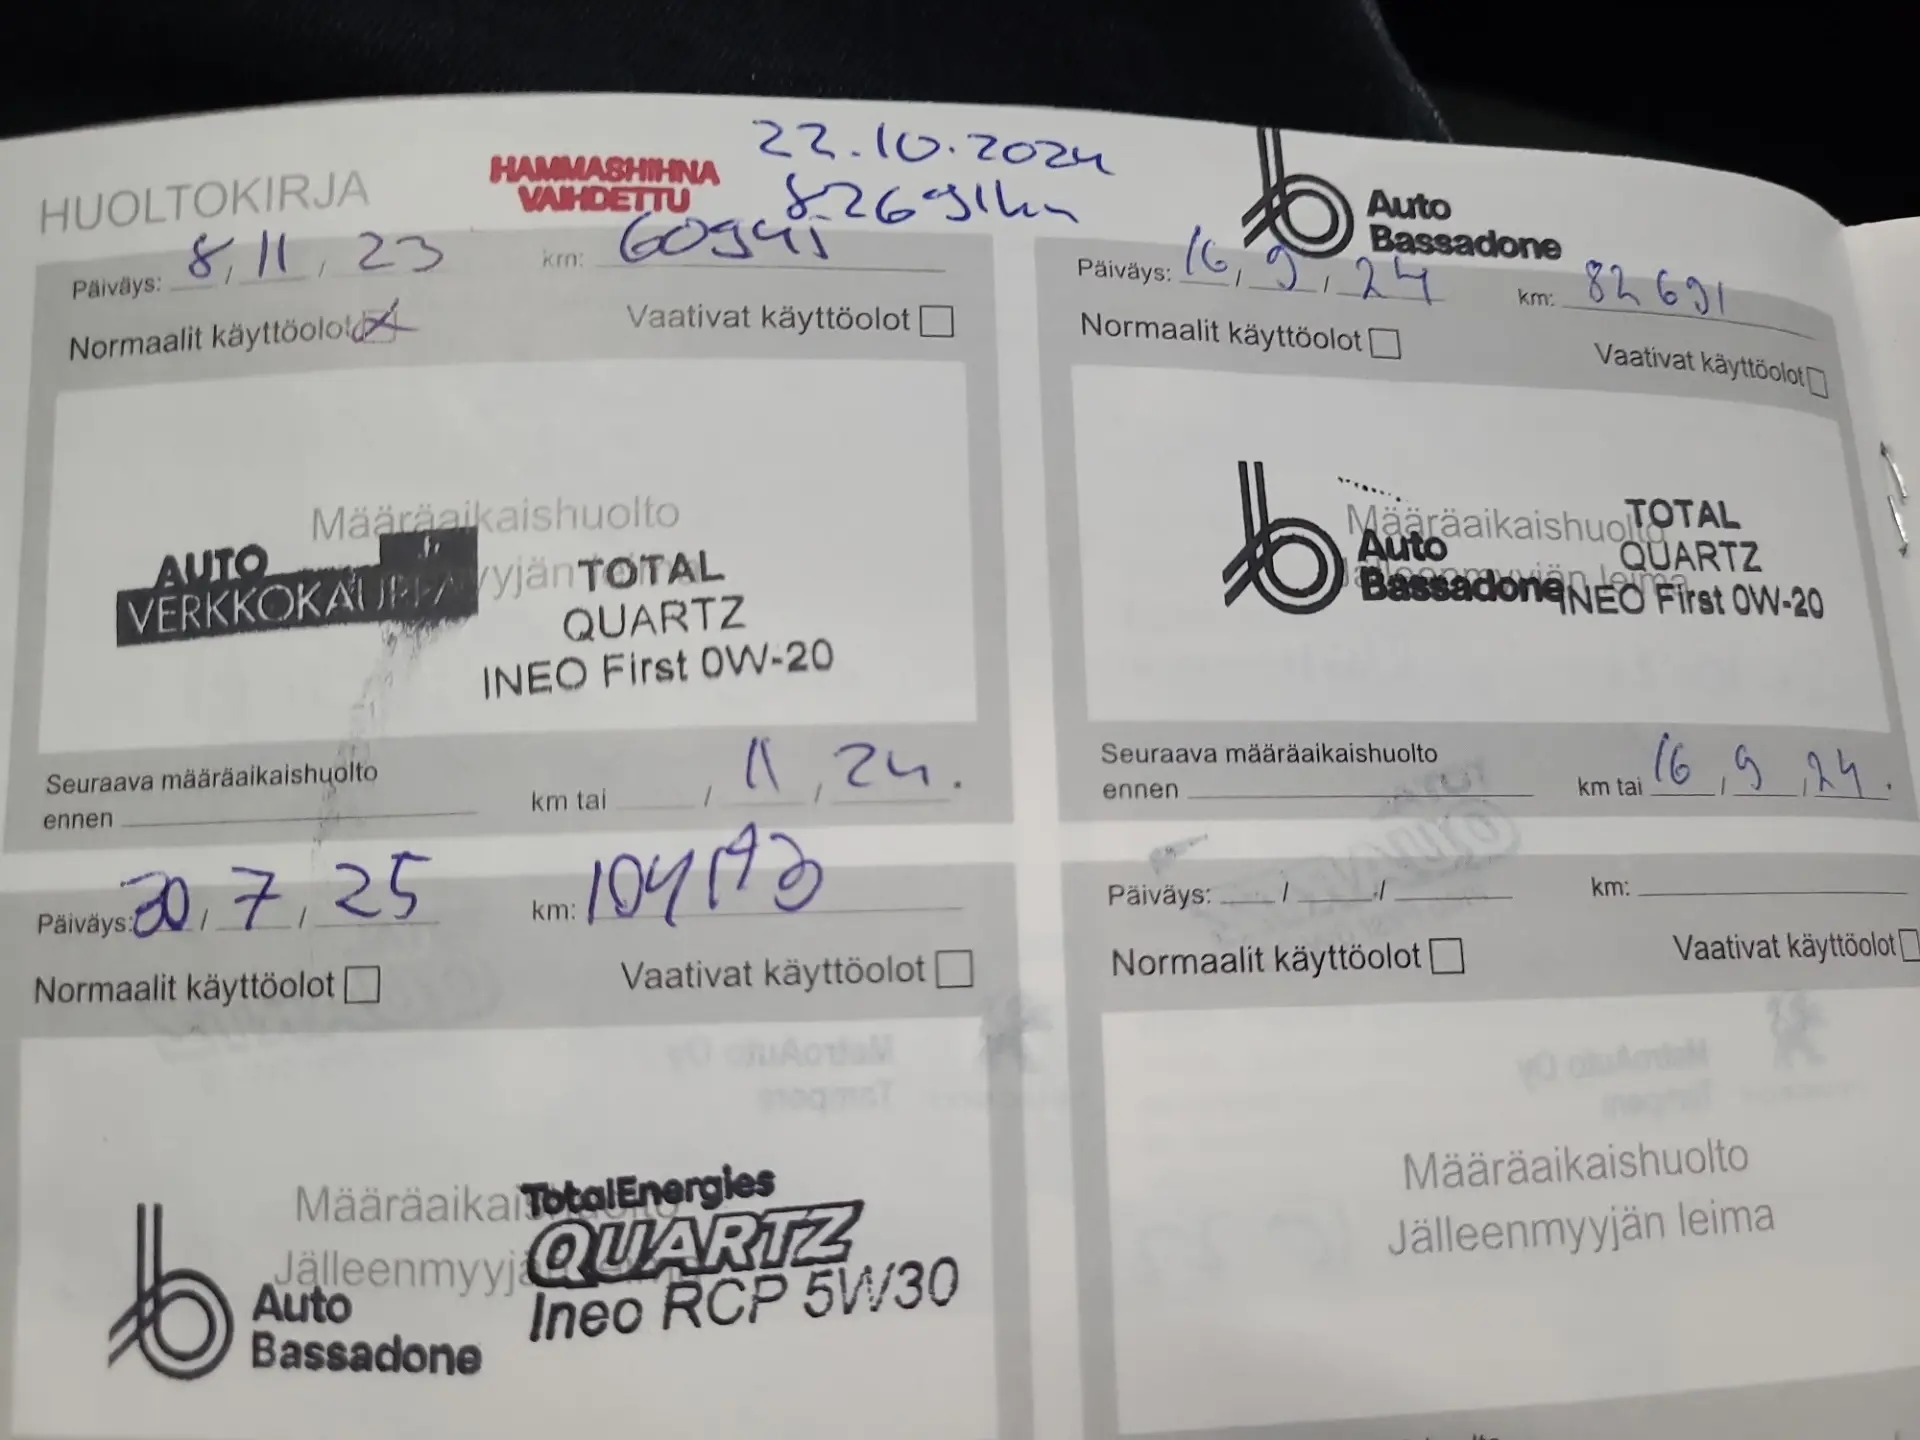 HUOLTOKIRJA
HAMMASHIHNA
VAIHDETTU
22.10.2024
82691km
Auto
Bassadone
Päiväys: 8, 11, 23 km:
Normaalit käyttöolot Vaativat käyttöolot
Määräaikaishuolto
AUTO
VERKKOKAUPPA
TOTAL
QUARTZ
INEO First 0W-20
Seuraava määräaikaishuolto
ennen km tai / 11, 24.
Päiväys: 16, 9, 24 km: 82691
Normaalit käyttöolot Vaativat käyttöolot
Määräaikaishuolto
Jälleenmyyjän leima
Auto
Bassadone
TOTAL
QUARTZ
INEO First 0W-20
Seuraava määräaikaishuolto
ennen km tai 16, 9, 24.
Päiväys: 30/ 7/ 25 km:
Normaalit käyttöolot Vaativat käyttöolot
Määräaikaishuolto
Jälleenmyyjän
Auto
Bassadone
TotalEnergies
QUARTZ
Ineo RCP 5W30
Päiväys: / / km:
Normaalit käyttöolot Vaativat käyttöolot
Määräaikaishuolto
Jälleenmyyjän leima